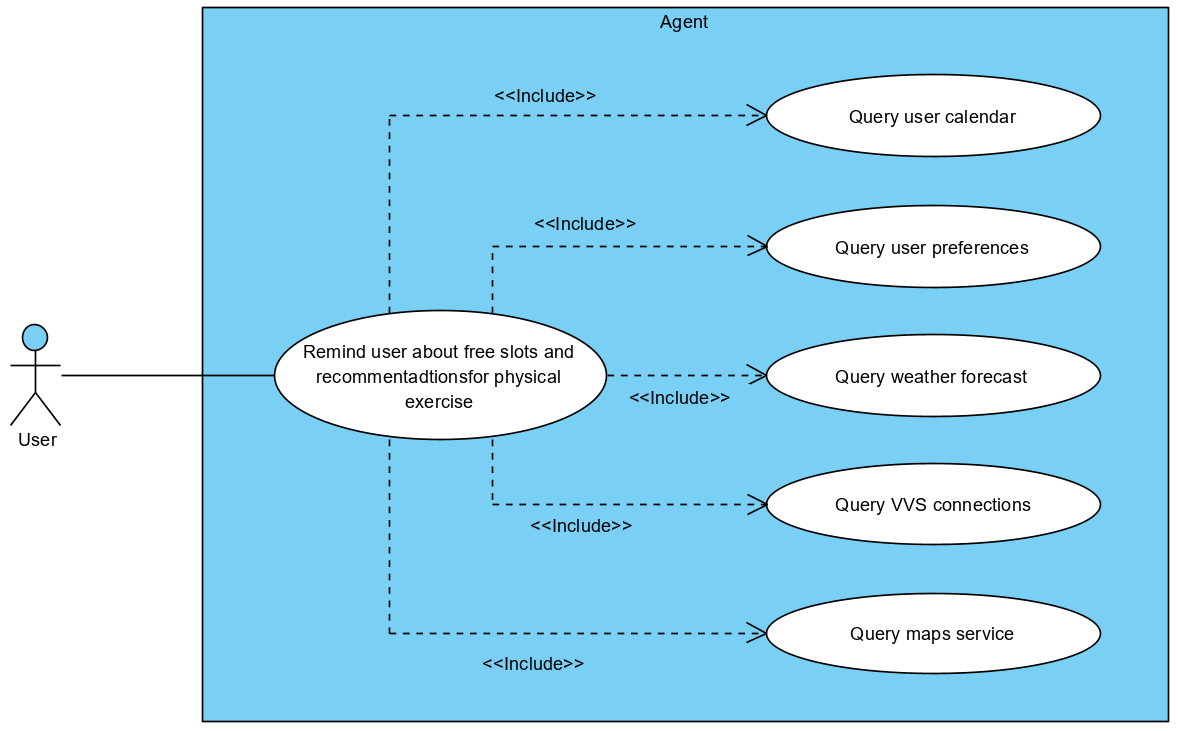 Agent
<<Include>>
Query user calendar
<<Include>>
Query user preferences
Remind user about free slots and
recommentadtionsfor physical
exercise
Query weather forecast
<<Include>>
User
Query VVS connections
<<Include>>
Query maps service
<<Include>>